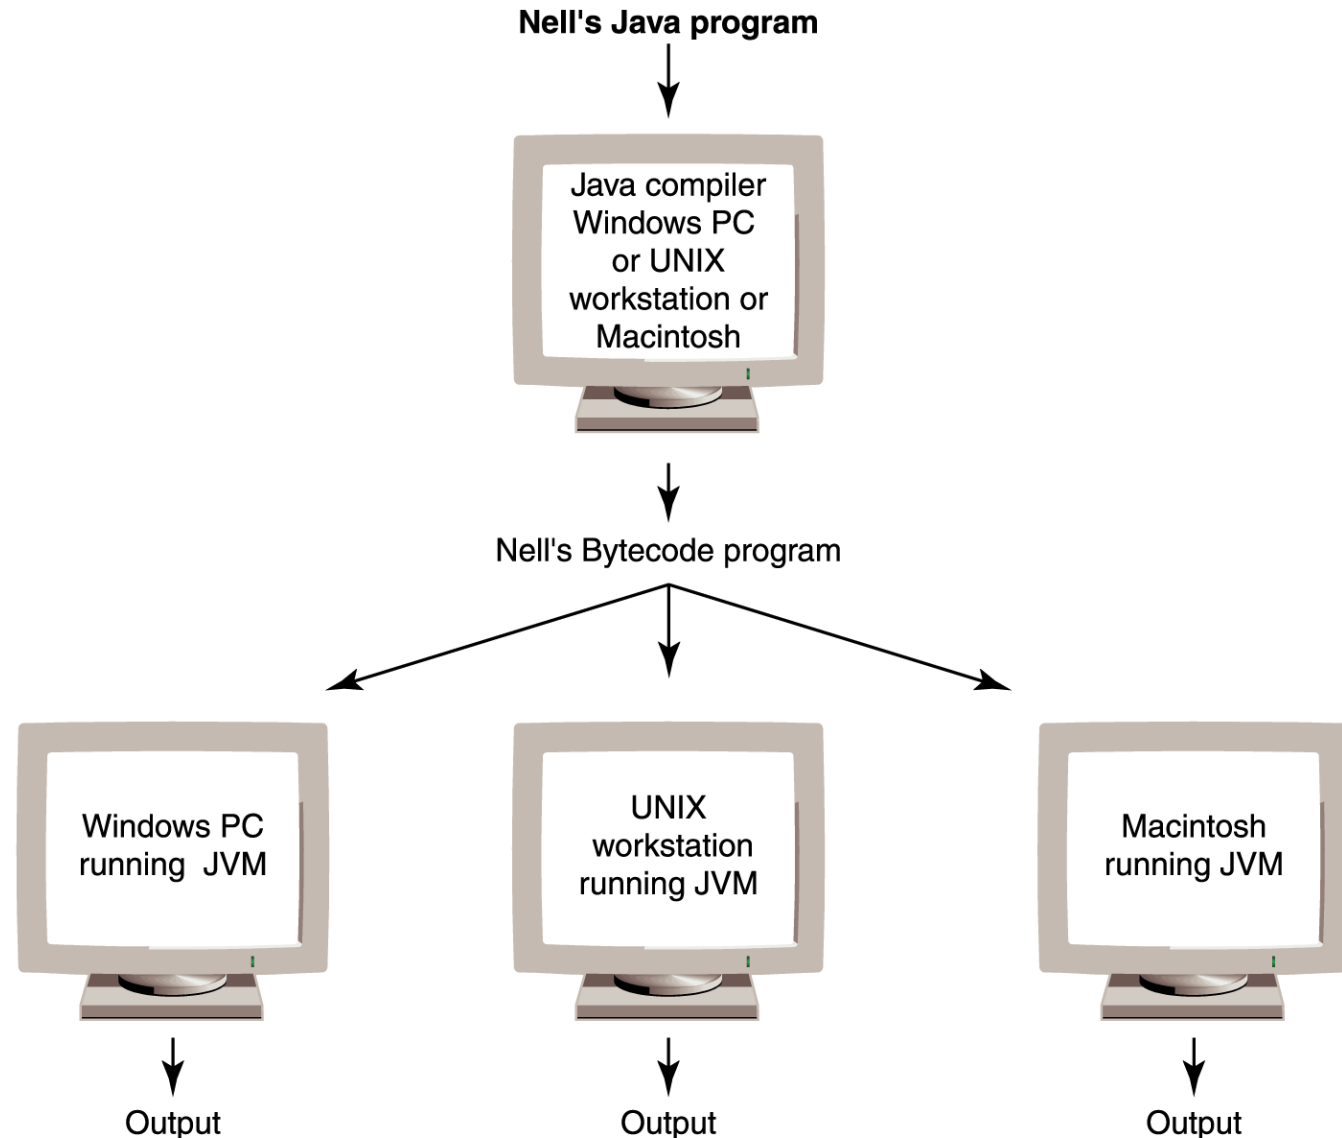 Nell's Java program
Java compiler
Windows PC
or UNIX
workstation or
Macintosh
Nell's Bytecode program
Windows PC
running JVM
UNIX
workstation
running JVM
Macintosh
running JVM
Output
Output
Output